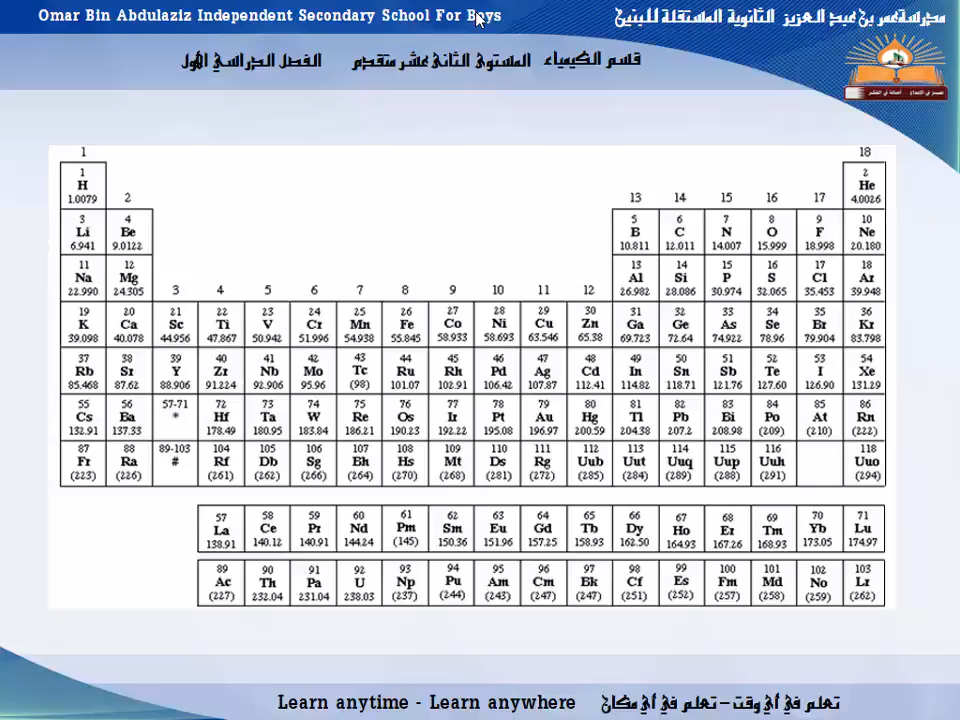 Omar Bin Abdulaziz Independent Secondary School For Boys
مدرسة عمر بن عبد العزيز الثانوية المستقلة للبنين
قسم الكيمياء المستوى الثاني عشر متقدم الفصل الدراسي الأول
1 18
1 2
H He
1.0079 2 13 14 15 16 17 4.0026
3 4 5 6 7 8 9 10
Li Be B C N O F Ne
6.941 9.0122 10.811 12.011 14.007 15.999 18.998 20.180
11 12 13 14 15 16 17 18
Na Mg Al Si P S Cl Ar
22.990 24.305 3 4 5 6 7 8 9 10 11 12 26.982 28.086 30.974 32.065 35.453 39.948
19 20 21 22 23 24 25 26 27 28 29 30 31 32 33 34 35 36
K Ca Sc Ti V Cr Mn Fe Co Ni Cu Zn Ga Ge As Se Br Kr
39.098 40.078 44.956 47.867 50.942 51.996 54.938 55.845 58.933 58.693 63.546 65.38 69.723 72.64 74.922 78.96 79.904 83.798
37 38 39 40 41 42 43 44 45 46 47 48 49 50 51 52 53 54
Rb Sr Y Zr Nb Mo Tc Ru Rh Pd Ag Cd In Sn Sb Te I Xe
85.468 87.62 88.906 91.224 92.906 95.96 (98) 101.07 102.91 106.42 107.87 112.41 114.82 118.71 121.76 127.60 126.90 131.29
55 56 57-71 72 73 74 75 76 77 78 79 80 81 82 83 84 85 86
Cs Ba * Hf Ta W Re Os Ir Pt Au Hg Tl Pb Bi Po At Rn
132.91 137.33 178.49 180.95 183.84 186.21 190.23 192.22 195.08 196.97 200.59 204.38 207.2 208.98 (209) (210) (222)
87 88 89-103 104 105 106 107 108 109 110 111 112 113 114 115 116 118
Fr Ra # Rf Db Sg Bh Hs Mt Ds Rg Uub Uut Uuq Uup Uuh Uuo
(223) (226) (261) (262) (266) (264) (270) (268) (281) (272) (285) (284) (289) (288) (291) (294)
57 58 59 60 61 62 63 64 65 66 67 68 69 70 71
La Ce Pr Nd Pm Sm Eu Gd Tb Dy Ho Er Tm Yb Lu
138.91 140.12 140.91 144.24 (145) 150.36 151.96 157.25 158.93 162.50 164.93 167.26 168.93 173.05 174.97
89 90 91 92 93 94 95 96 97 98 99 100 101 102 103
Ac Th Pa U Np Pu Am Cm Bk Cf Es Fm Md No Lr
(227) 232.04 231.04 238.03 (237) (244) (243) (247) (247) (251) (252) (257) (258) (259) (262)
Learn anytime - Learn anywhere تعلم في أي وقت – تعلم في أي مكان